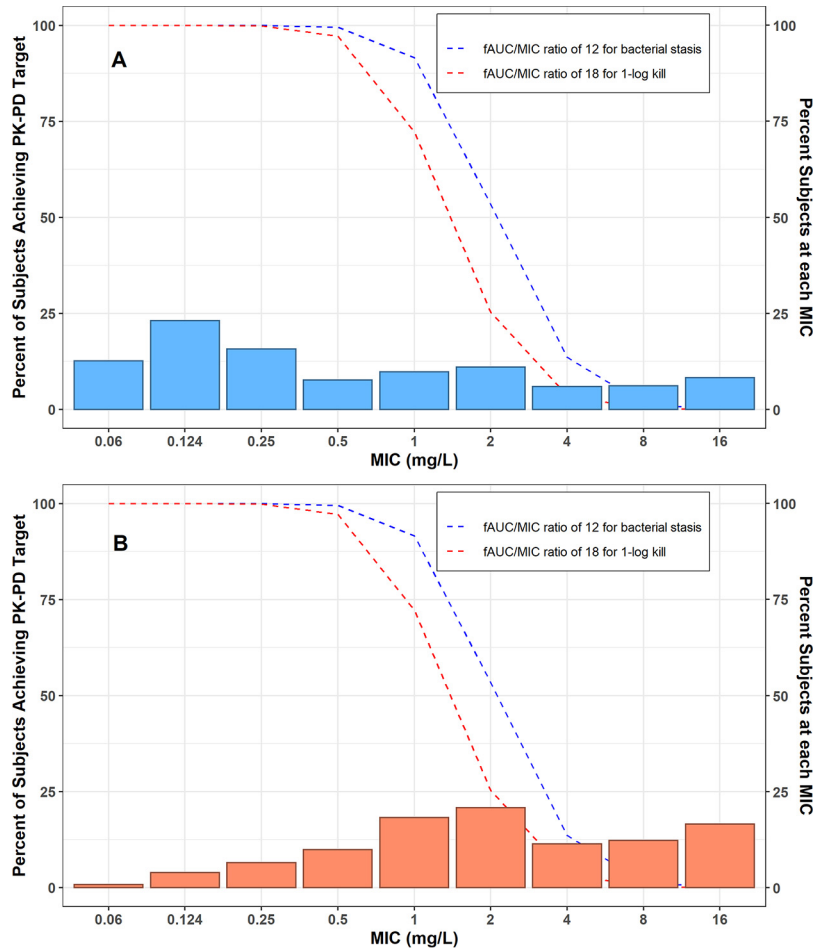 A
fAUC/MIC ratio of 12 for bacterial stasis
fAUC/MIC ratio of 18 for 1-log kill
Percent of Subjects Achieving PK-PD Target
100
75
50
25
0
100
75
50
25
0
Percent Subjects at each MIC
0.06 0.124 0.25 0.5 1 2 4 8 16
MIC (mg/L)
B
fAUC/MIC ratio of 12 for bacterial stasis
fAUC/MIC ratio of 18 for 1-log kill
Percent of Subjects Achieving PK-PD Target
100
75
50
25
0
100
75
50
25
0
Percent Subjects at each MIC
0.06 0.124 0.25 0.5 1 2 4 8 16
MIC (mg/L)